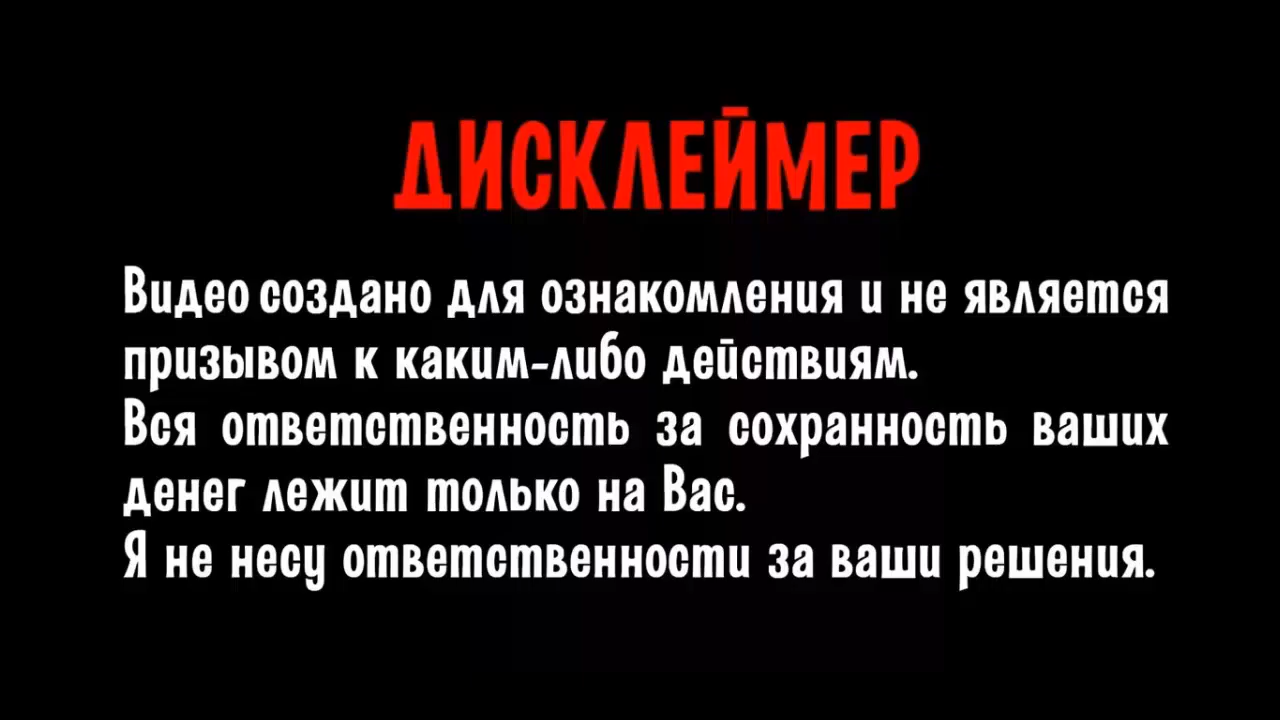 ДИСКЛЕЙМЕР
Видео создано для ознакомления и не является
призывом к каким-либо действиям.
Вся ответственность за сохранность ваших
денег лежит только на Вас.
Я не несу ответственности за ваши решения.